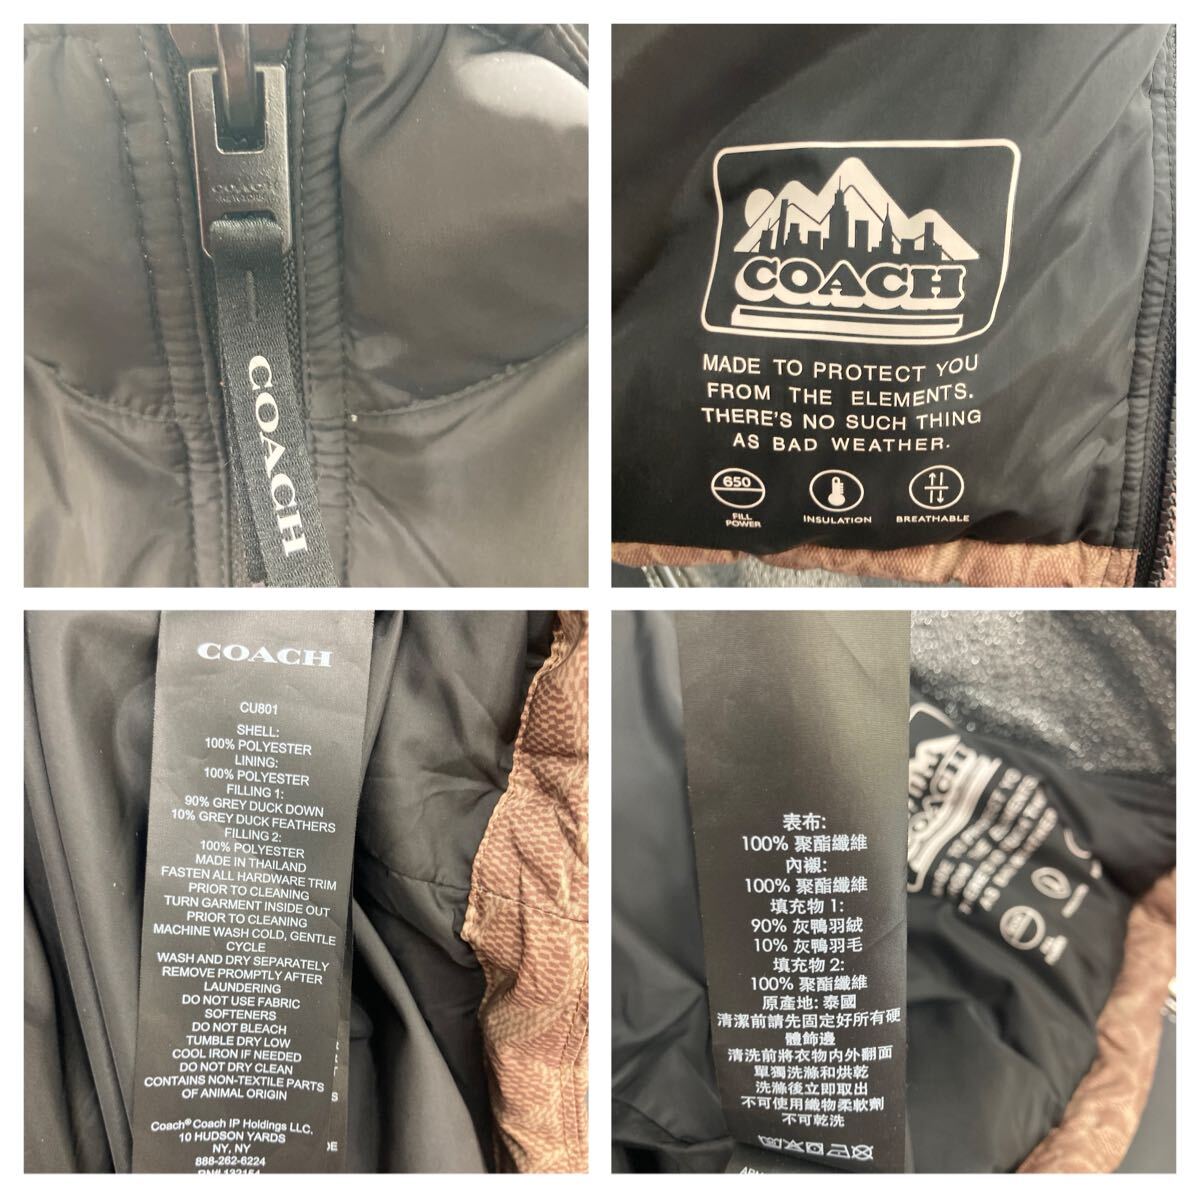 COACH
COACH
COACH
MADE TO PROTECT YOU
FROM THE ELEMENTS.
THERE'S NO SUCH THING
AS BAD WEATHER.
650
FILL
POWER
INSULATION
BREATHABLE
COACH
CU801
SHELL:
100% POLYESTER
LINING:
100% POLYESTER
FILLING 1:
90% GREY DUCK DOWN
10% GREY DUCK FEATHERS
FILLING 2:
100% POLYESTER
MADE IN THAILAND
FASTEN ALL HARDWARE TRIM
PRIOR TO CLEANING
TURN GARMENT INSIDE OUT
PRIOR TO CLEANING
MACHINE WASH COLD, GENTLE
CYCLE
WASH AND DRY SEPARATELY
REMOVE PROMPTLY AFTER
LAUNDERING
DO NOT USE FABRIC
SOFTENERS
DO NOT BLEACH
TUMBLE DRY LOW
COOL IRON IF NEEDED
DO NOT DRY CLEAN
CONTAINS NON-TEXTILE PARTS
OF ANIMAL ORIGIN
Coach® Coach IP Holdings LLC.
10 HUDSON YARDS
NY, NY
888-262-6224
表布:
100% 聚酯纖維
內襯:
100% 聚酯纖維
填充物 1:
90% 灰鴨羽絨
10% 灰鴨羽毛
填充物 2:
100% 聚酯纖維
原產地: 泰國
清潔前請先固定好所有硬
體飾邊
清洗前將衣物內外翻面
單獨洗滌和烘乾
洗滌後立即取出
不可使用織物柔軟劑
不可乾洗
COACH